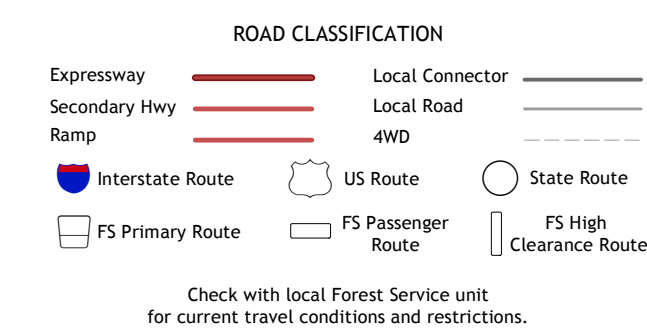 ROAD CLASSIFICATION
Expressway
Local Connector
Secondary Hwy
Local Road
Ramp
4WD
Interstate Route
US Route
State Route
FS Primary Route
FS Passenger
Route
FS High
Clearance Route
Check with local Forest Service unit
for current travel conditions and restrictions.